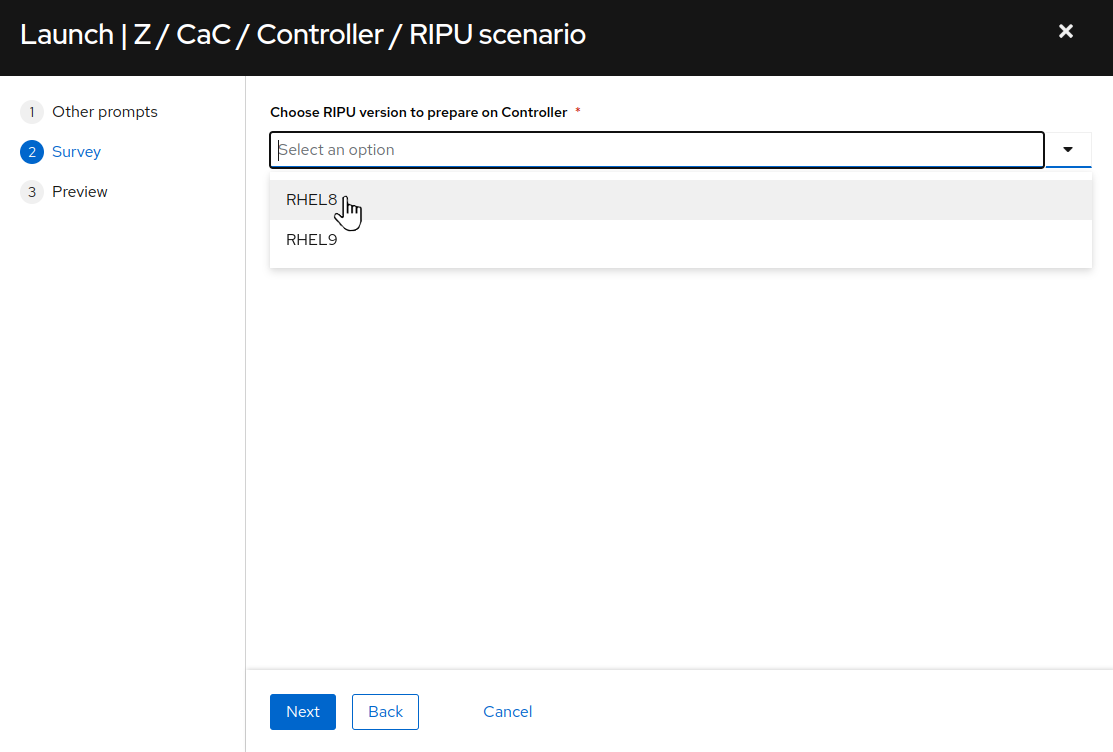 Launch | Z / CaC / Controller / RIPU scenario
1 Other prompts
2 Survey
3 Preview
Choose RIPU version to prepare on Controller *
Select an option
RHEL8
RHEL9
Next Back Cancel